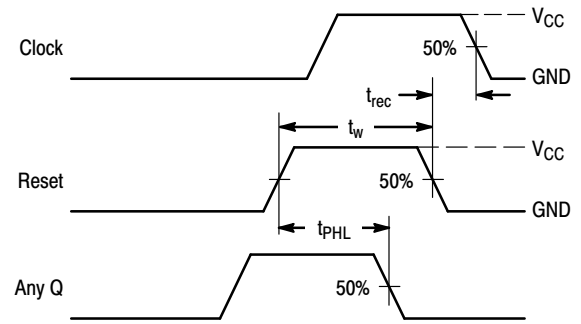 V_CC
Clock
50%
GND
t_rec
t_w
V_CC
Reset
50%
GND
t_PHL
Any Q
50%